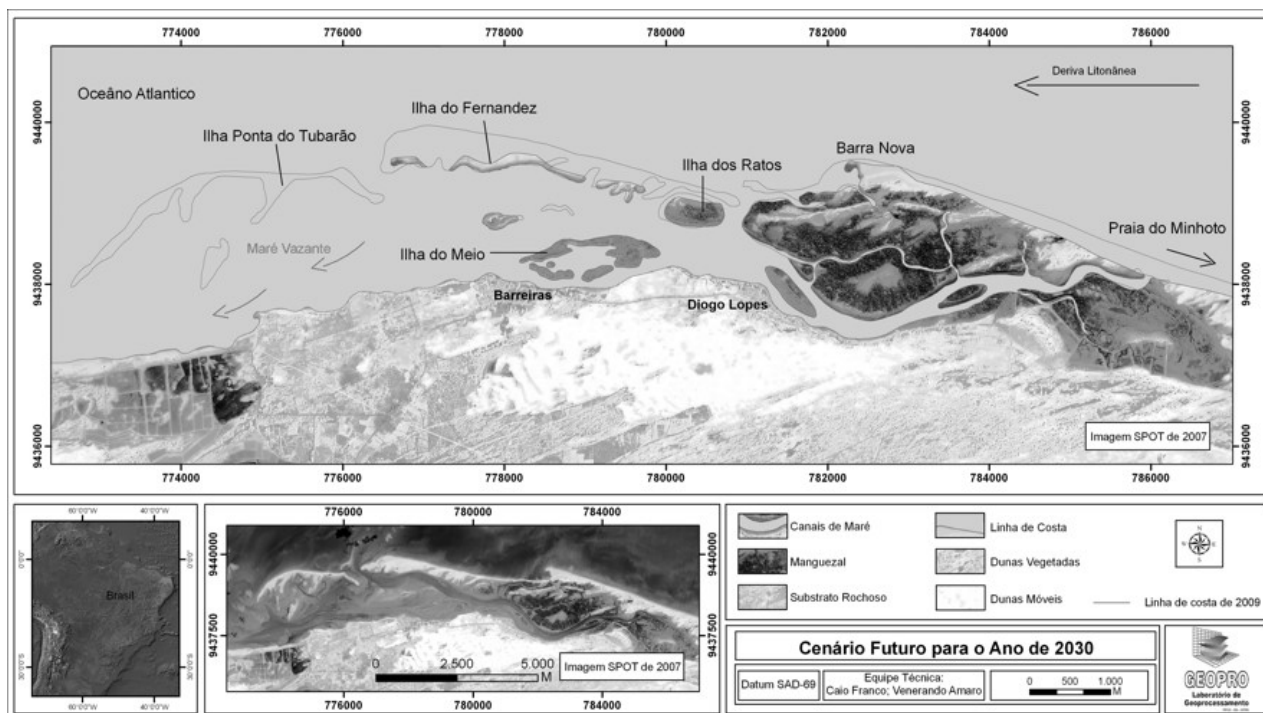 774000 776000 778000 780000 782000 784000 786000
Deriva Litonânea
Oceâno Atlantico
9440000 9440000
Ilha do Fernandez
Ilha Ponta do Tubarão
Barra Nova
Ilha dos Ratos
Praia do Minhoto
Maré Vazante
Ilha do Meio
9438000 9438000
Barreiras
Diogo Lopes
Imagem SPOT de 2007
9436000 9436000
774000 776000 778000 780000 782000 784000 786000
60°0'0"W 40°0'0"W
0°0'0" 0°0'0"
Brasil
30°0'0"S 30°0'0"S
60°0'0"W 40°0'0"W
776000 780000 784000
9440000 9440000
9437500 9437500
0 2.500 5.000
M
Imagem SPOT de 2007
776000 780000 784000
Canais de Maré
Linha de Costa
Manguezal
Dunas Vegetadas
Substrato Rochoso
Dunas Móveis
Linha de costa de 2009
N
S
Cenário Futuro para o Ano de 2030
Datum SAD-69
Equipe Técnica:
Caio Franco; Venerando Amaro
0 500 1.000
M
GEOPRO
Laboratório de
Geoprocessamento